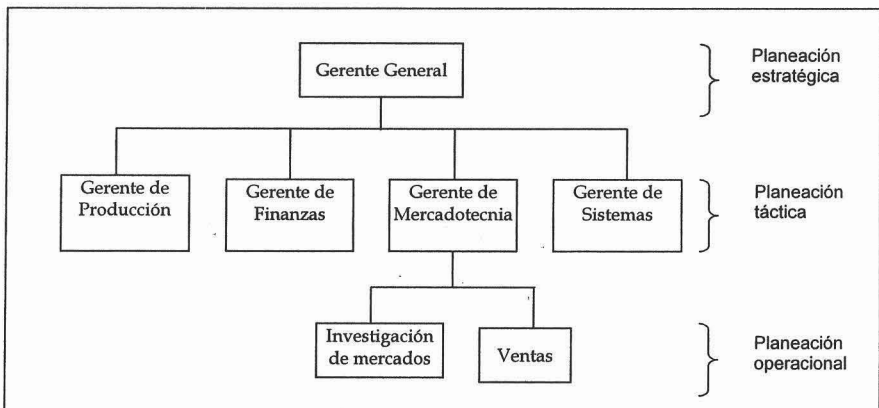 Gerente General
Planeación
estratégica
Gerente de
Producción
Gerente de
Finanzas
Gerente de
Mercadotecnia
Gerente de
Sistemas
Planeación
táctica
Investigación
de mercados
Ventas
Planeación
operacional